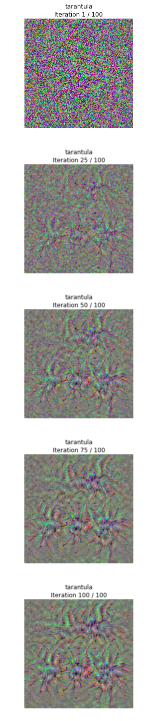 tarantula
Iteration 1 / 100
tarantula
Iteration 25 / 100
tarantula
Iteration 50 / 100
tarantula
Iteration 75 / 100
tarantula
Iteration 100 / 100